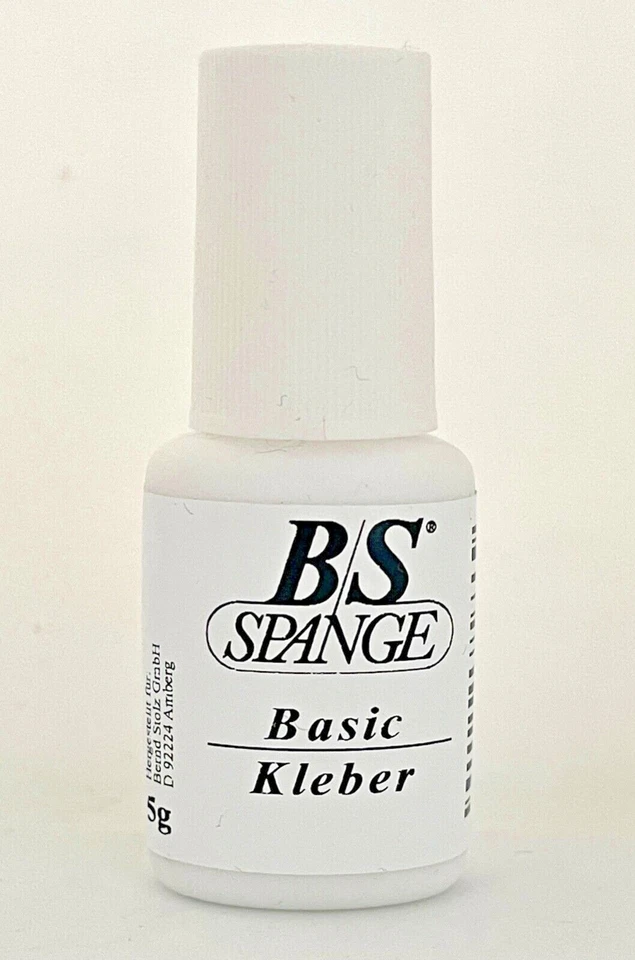 B/S®
SPANGE
Basic
Kleber
Hergestellt für:
Bernd Stolz GmbH
D 92224 Amberg
5g